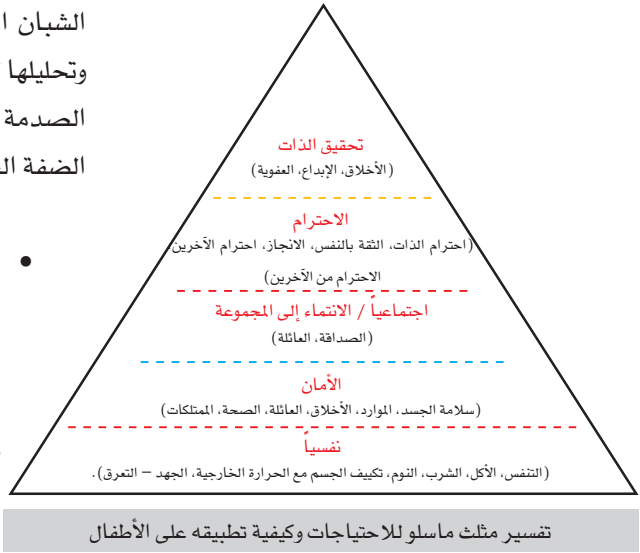 الشبان
وتحليلها
الصدمة
الضفة
تحقيق الذات
(الأخلاق، الإبداع، العفوية)
الاحترام
(احترام الذات، الثقة بالنفس، الانجاز، احترام الآخرين،
الاحترام من الآخرين)
اجتماعياً / الانتماء إلى المجموعة
(الصداقة، العائلة)
الأمان
(سلامة الجسد، الموارد، الأخلاق، العائلة، الصحة، الممتلكات)
نفسياً
(التنفس، الأكل، الشرب، النوم، تكييف الجسم مع الحرارة الخارجية، الجهد – التعرق).
تفسير مثلث ماسلو للاحتياجات وكيفية تطبيقه على الأطفال